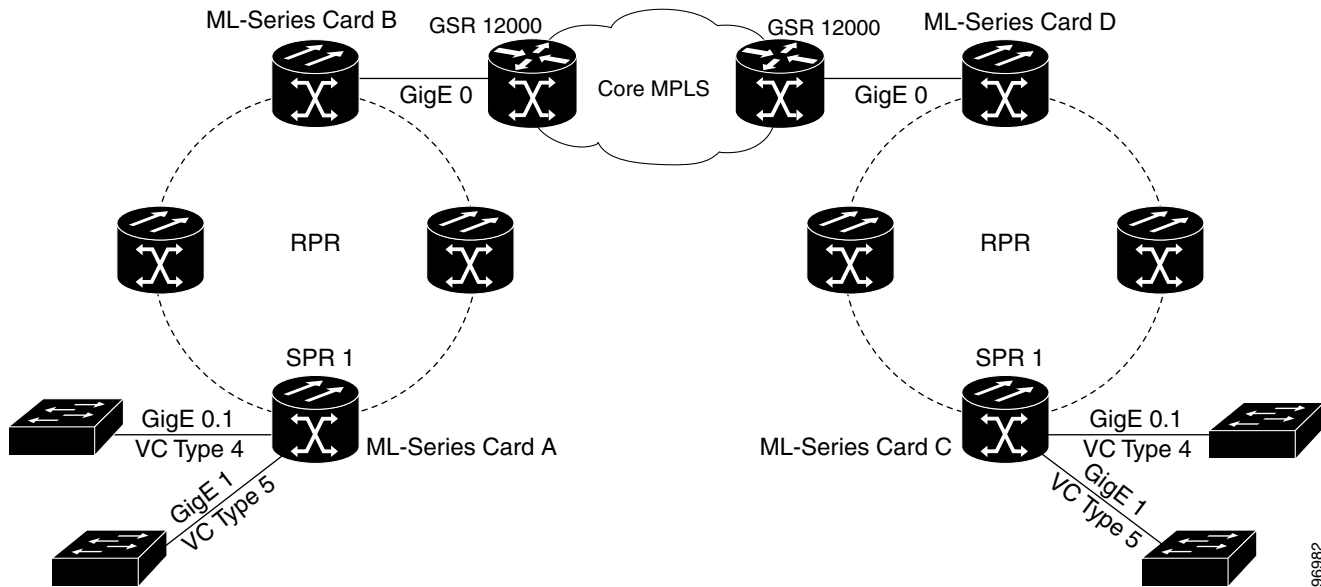 ML-Series Card B
GSR 12000
GSR 12000
ML-Series Card D
GigE 0
Core MPLS
GigE 0
RPR
RPR
SPR 1
SPR 1
GigE 0.1
VC Type 4
ML-Series Card A
ML-Series Card C
GigE 0.1
VC Type 4
GigE 1
VC Type 5
GigE 1
VC Type 5
96982